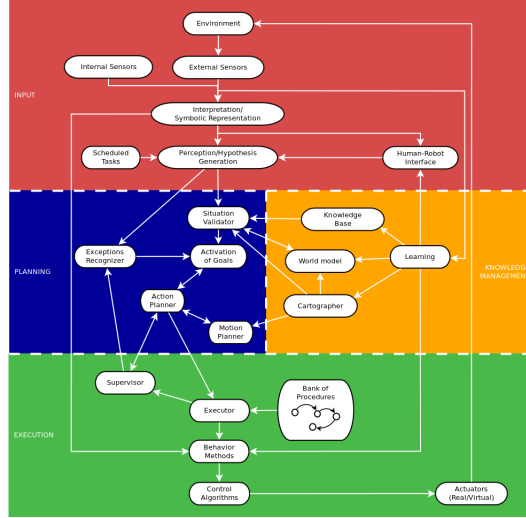 Environment
Internal Sensors
External Sensors
INPUT
Interpretation/
Symbolic Representation
Scheduled
Tasks
Perception/Hypothesis
Generation
Human-Robot
Interface
Situation
Validator
Knowledge
Base
Exceptions
Recognizer
Activation
of Goals
World model
Learning
PLANNING
KNOWLEDGE
MANAGEMENT
Action
Planner
Cartographer
Motion
Planner
Supervisor
Executor
Bank of
Procedures
EXECUTION
Behavior
Methods
Control
Algorithms
Actuators
(Real/Virtual)